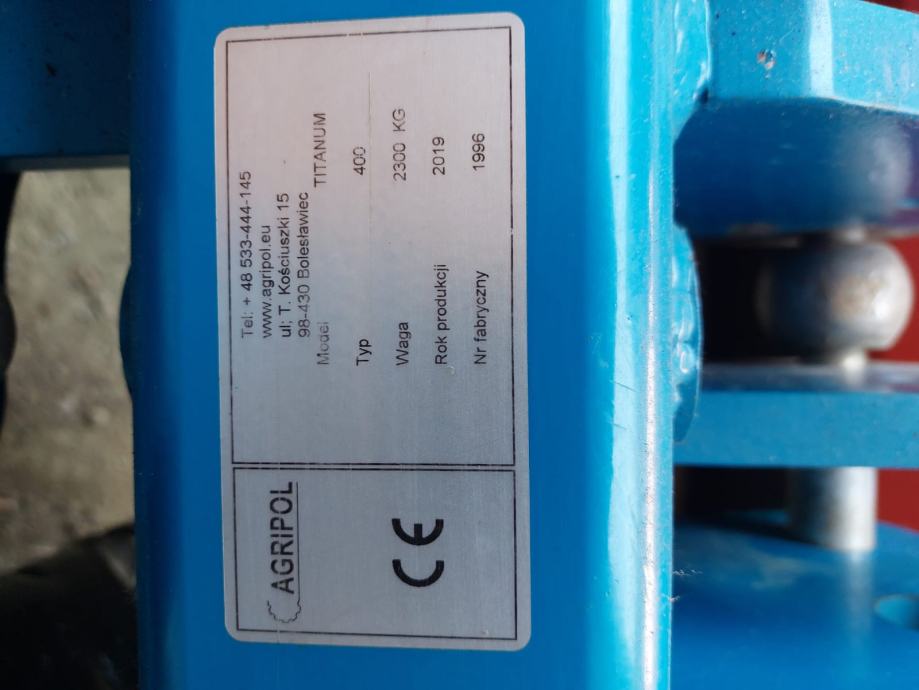 AGRIPOL
CE
Tel: + 48 533-444-145
www.agripol.eu
ul; T. Kościuszki 15
98-430 Bolesławiec
Model TITANUM
Typ 400
Waga 2300 KG
Rok produkcji 2019
Nr fabryczny 1996